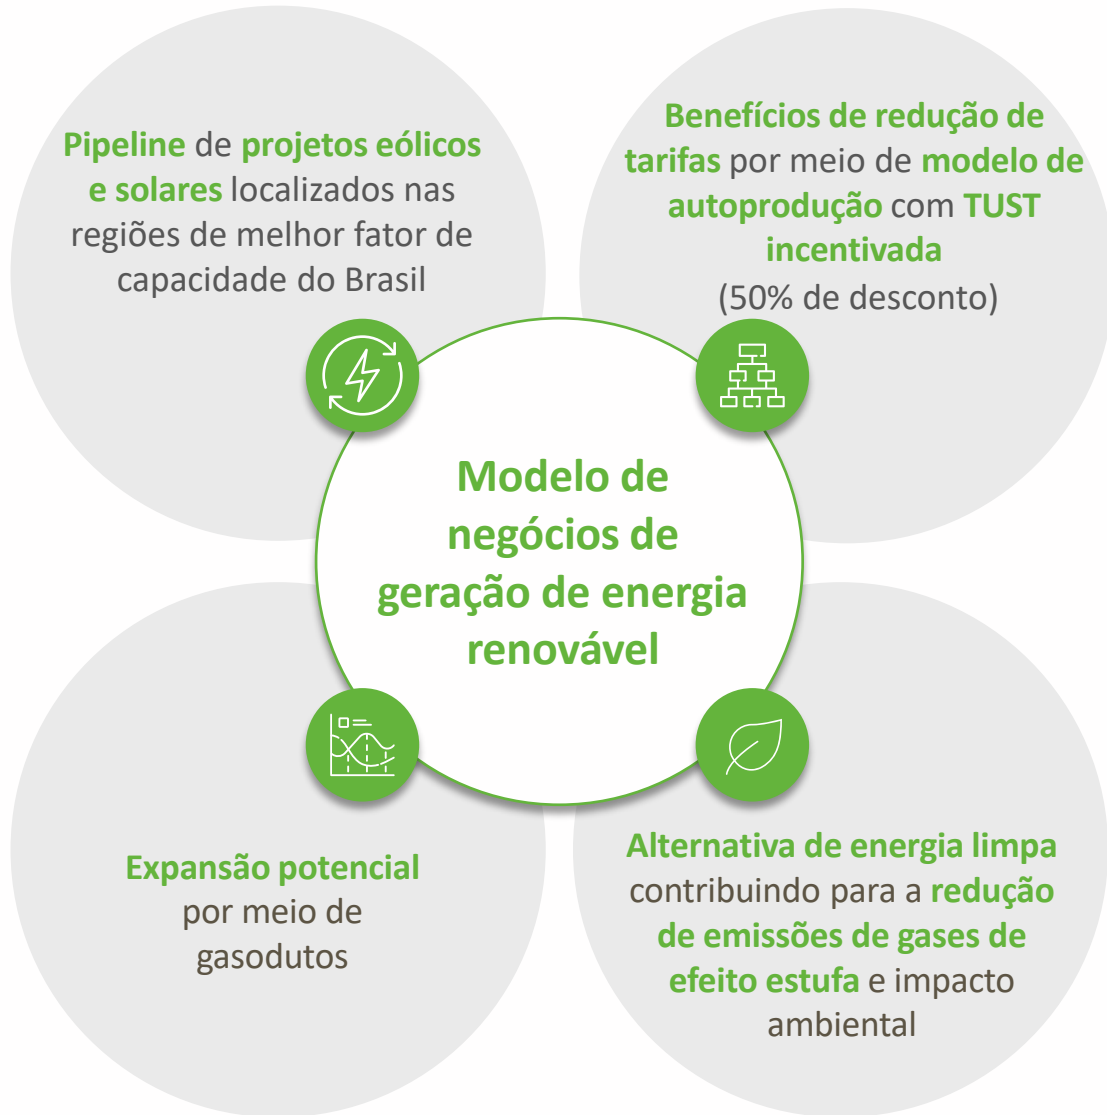 Pipeline de projetos eólicos
e solares localizados nas
regiões de melhor fator de
capacidade do Brasil
Benefícios de redução de
tarifas por meio de modelo de
autoprodução com TUST
incentivada
(50% de desconto)
Modelo de
negócios de
geração de energia
renovável
Expansão potencial
por meio de
gasodutos
Alternativa de energia limpa
contribuindo para a redução
de emissões de gases de
efeito estufa e impacto
ambiental